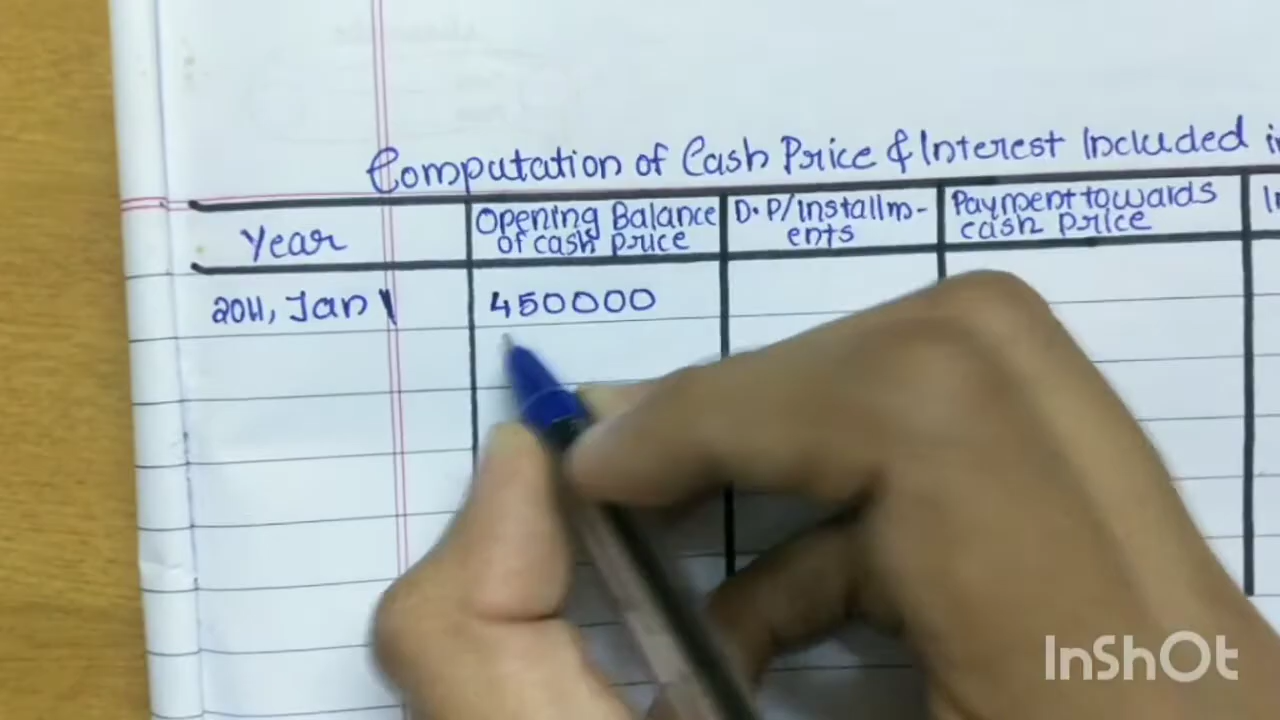 Computation of Cash Price & Interest Included
Year
Opening Balance
of cash price
D.P/Installm-
ents
Payment towards
cash price
2011, Jan 1
450000
InShOt